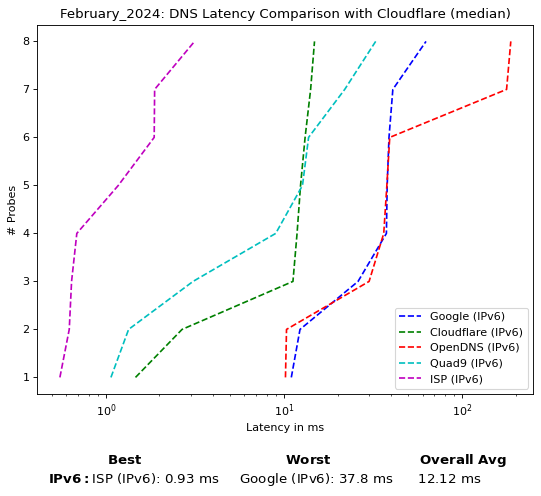 February_2024: DNS Latency Comparison with Cloudflare (median)
8
7
6
5
4
3
2
1
# Probes
Google (IPv6)
Cloudflare (IPv6)
OpenDNS (IPv6)
Quad9 (IPv6)
ISP (IPv6)
10⁰ 10¹ 10²
Latency in ms
Best Worst Overall Avg
IPv6: ISP (IPv6): 0.93 ms Google (IPv6): 37.8 ms 12.12 ms